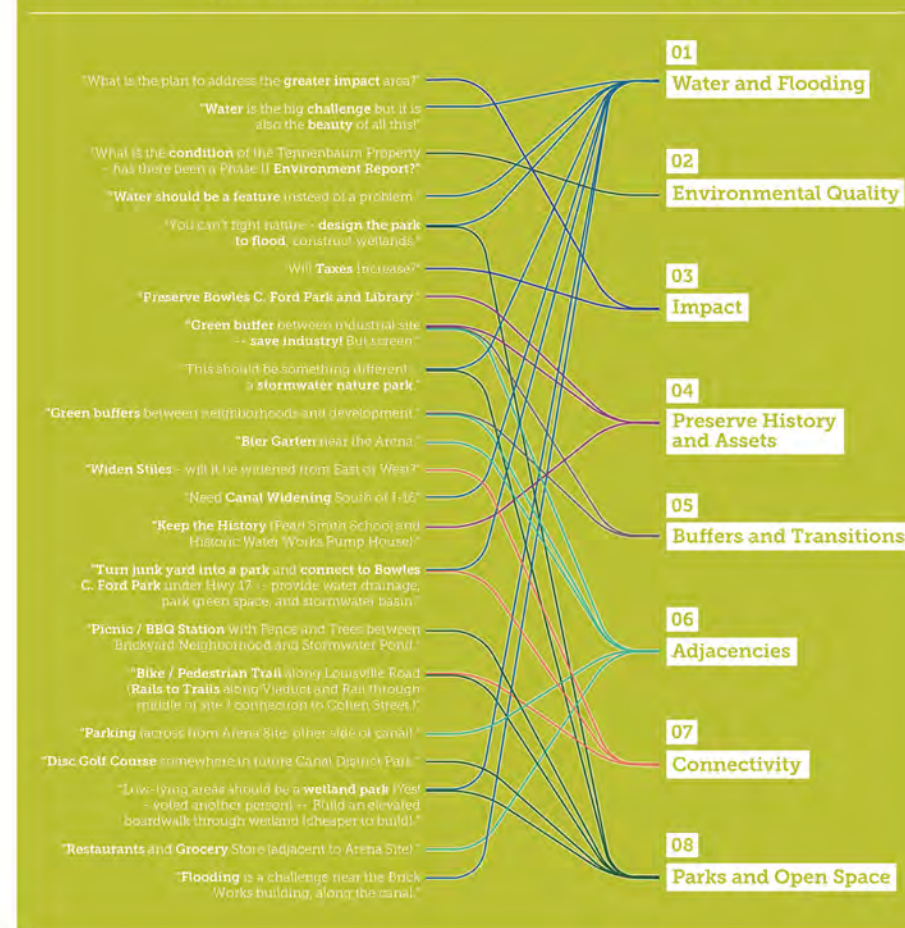 "What is the plan to address the greater impact area?"
"Water is the big challenge but it is
also the beauty of all this!"
"What is the condition of the Tennenbaum Property
- has there been a Phase II Environment Report?"
"Water should be a feature instead of a problem."
"You can't fight nature - design the park
to flood, construct wetlands."
"Will Taxes Increase?"
"Preserve Bowles C. Ford Park and Library."
"Green buffer between industrial site
-- save industry! But screen."
"This should be something different -
a stormwater nature park."
"Green buffers between neighborhoods and development."
"Bier Garten near the Arena."
"Widen Stiles - will it be widened from East or West?"
"Need Canal Widening South of I-16"
"Keep the History (Pearl Smith School and
Historic Water Works Pump House)."
"Turn junk yard into a park and connect to Bowles
C. Ford Park under Hwy 17 -- provide water drainage,
park green space, and stormwater basin."
"Picnic / BBQ Station with Fence and Trees between
Brickyard Neighborhood and Stormwater Pond."
"Bike / Pedestrian Trail along Louisville Road
(Rails to Trails along Viaduct and Rail through
middle of site / connection to Cohen Street.)"
"Parking (across from Arena Site, other side of canal)."
"Disc Golf Course somewhere in future Canal District Park."
"Low-lying areas should be a wetland park (Yes!
- voted another person) -- Build an elevated
boardwalk through wetland (cheaper to build)."
"Restaurants and Grocery Store (adjacent to Arena Site)."
"Flooding is a challenge near the Brick
Works building, along the canal."
01
Water and Flooding
02
Environmental Quality
03
Impact
04
Preserve History
and Assets
05
Buffers and Transitions
06
Adjacencies
07
Connectivity
08
Parks and Open Space